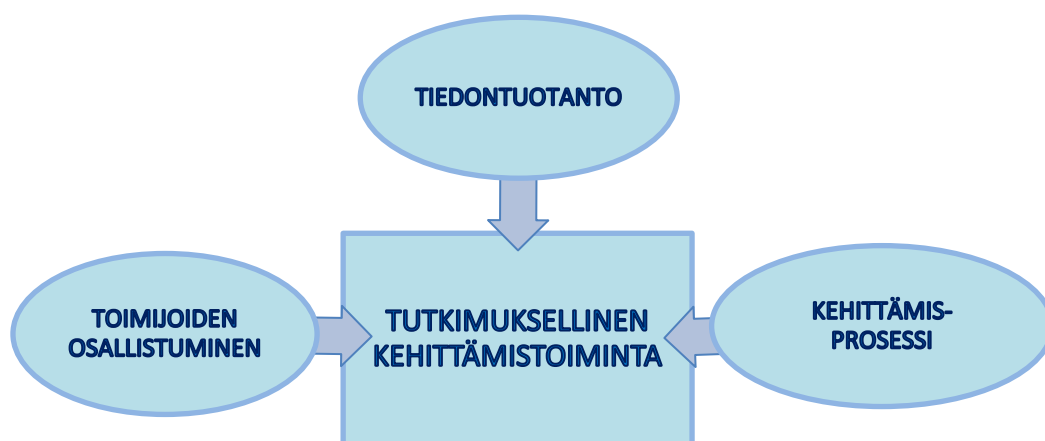 TIEDONTUOTANTO
TOIMIJOIDEN
OSALLISTUMINEN
TUTKIMUKSELLINEN
KEHITTÄMISTOIMINTA
KEHITTÄMIS-
PROSESSI